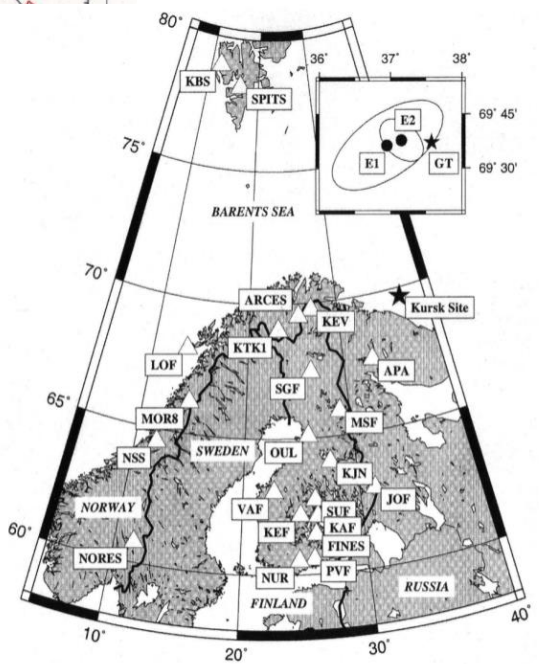 80°
36°
37°
38°
KBS
SPITS
E2
69° 45'
E1
GT
69° 30'
75°
BARENTS SEA
70°
ARCES
Kursk Site
KEV
KTK1
LOF
APA
SGF
65°
MOR8
MSF
NSS
SWEDEN
OUL
KJN
NORWAY
VAF
JOF
SUF
60°
KEF
KAF
NORES
FINES
NUR
PVF
RUSSIA
FINLAND
10°
20°
30°
40°